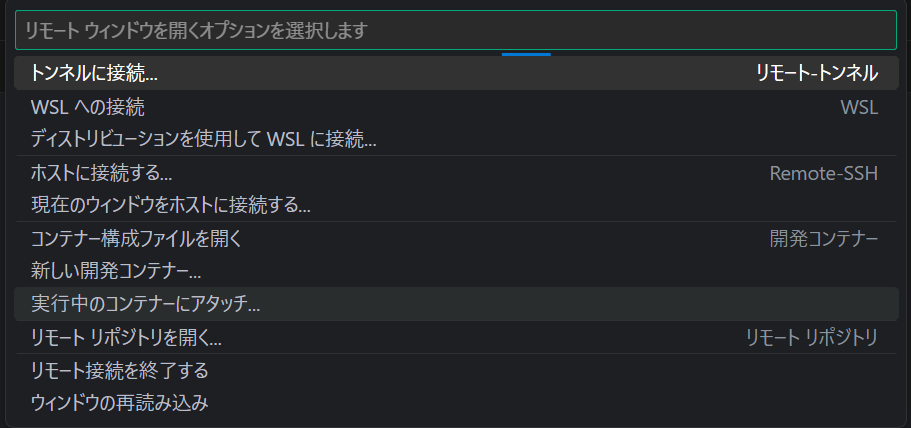 リモート ウィンドウを開くオプションを選択します
トンネルに接続... リモート-トンネル
WSL への接続 WSL
ディストリビューションを使用して WSL に接続...
ホストに接続する... Remote-SSH
現在のウィンドウをホストに接続する...
コンテナー構成ファイルを開く 開発コンテナー
新しい開発コンテナー...
実行中のコンテナーにアタッチ...
リモート リポジトリを開く... リモート リポジトリ
リモート接続を終了する
ウィンドウの再読み込み